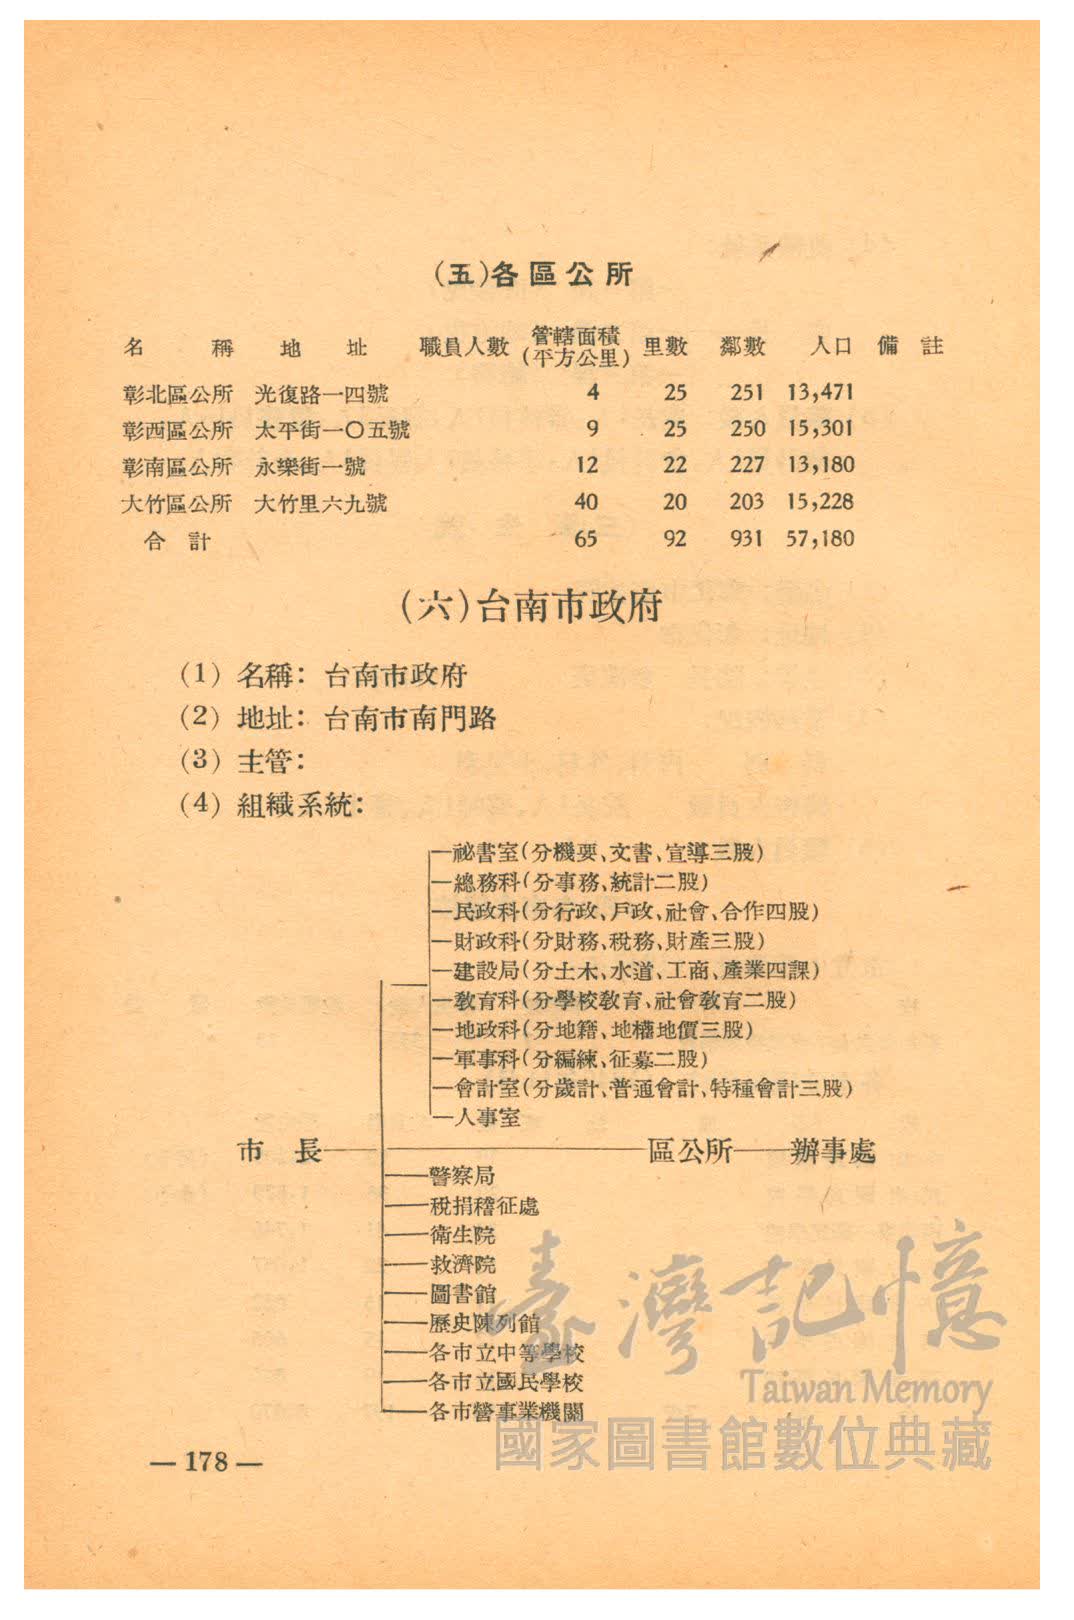 (五)各區公所
名 稱 地 址 職員人數 管轄面積(平方公里) 里數 鄰數 人口 備註
彰北區公所 光復路一四號 4 25 251 13,471
彰西區公所 太平街一〇五號 9 25 250 15,301
彰南區公所 永樂街一號 12 22 227 13,180
大竹區公所 大竹里六九號 40 20 203 15,228
合 計 65 92 931 57,180
(六)台南市政府
(1) 名稱: 台南市政府
(2) 地址: 台南市南門路
(3) 主管:
(4) 組織系統:
祕書室(分機要、文書、宣導三股)
總務科(分事務、統計二股)
民政科(分行政、戶政、社會、合作四股)
財政科(分財務、稅務、財產三股)
建設局(分土木、水道、工商、產業四課)
教育科(分學校教育、社會教育二股)
地政科(分地籍、地權地價三股)
軍事科(分編練、征募二股)
會計室(分歲計、普通會計、特種會計三股)
人事室
市 長 區公所 辦事處
警察局
稅捐稽征處
衛生院
救濟院
圖書館
歷史陳列館
各市立中等學校
各市立國民學校
各市營事業機關
臺灣記憶
Taiwan Memory
國家圖書館數位典藏
—178—